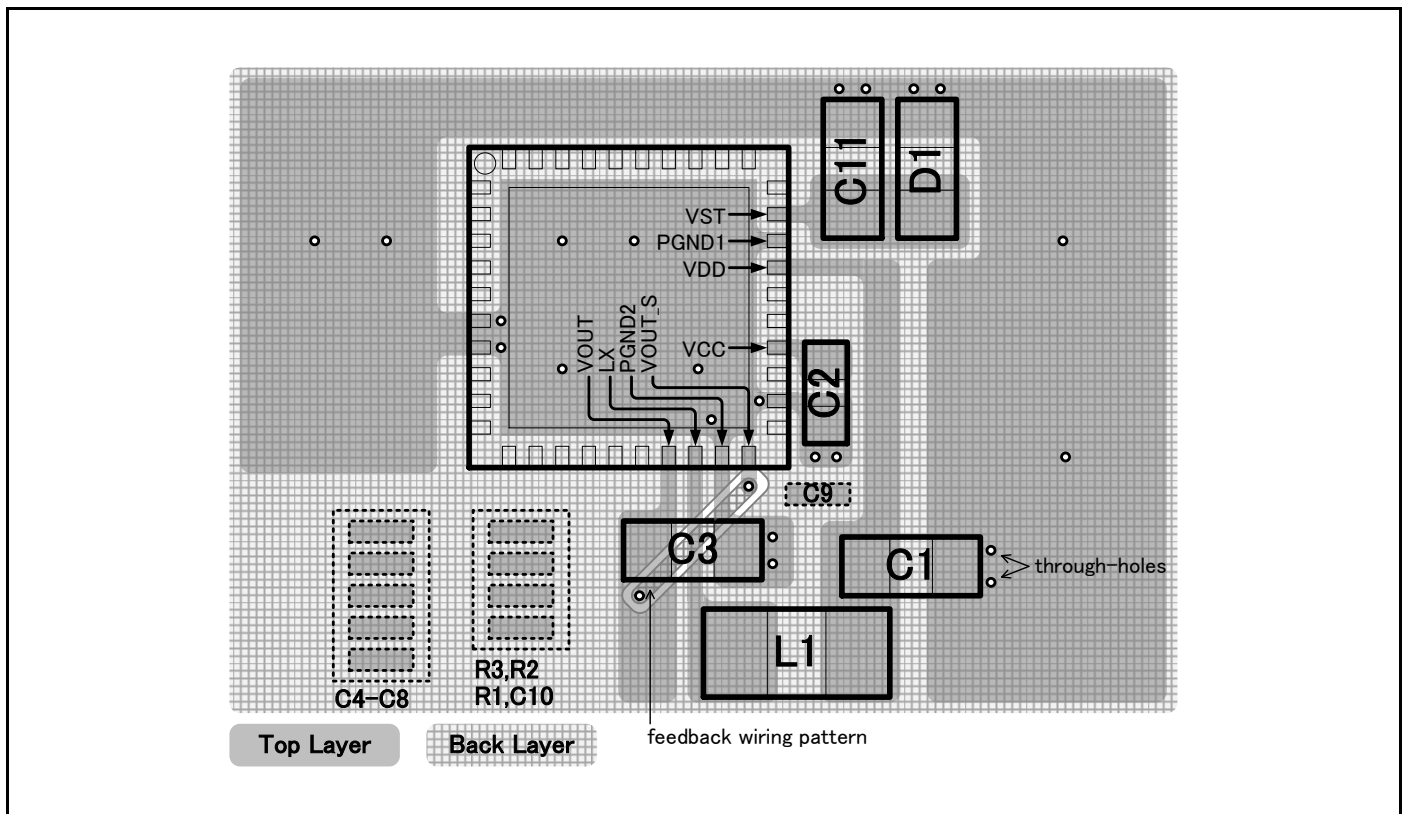 C11
D1
VST
PGND1
VDD
VOUT
LX
PGND2
VOUT_S
VCC
C2
C9
C3
C1
through-holes
L1
R3,R2
R1,C10
C4-C8
feedback wiring pattern
Top Layer
Back Layer